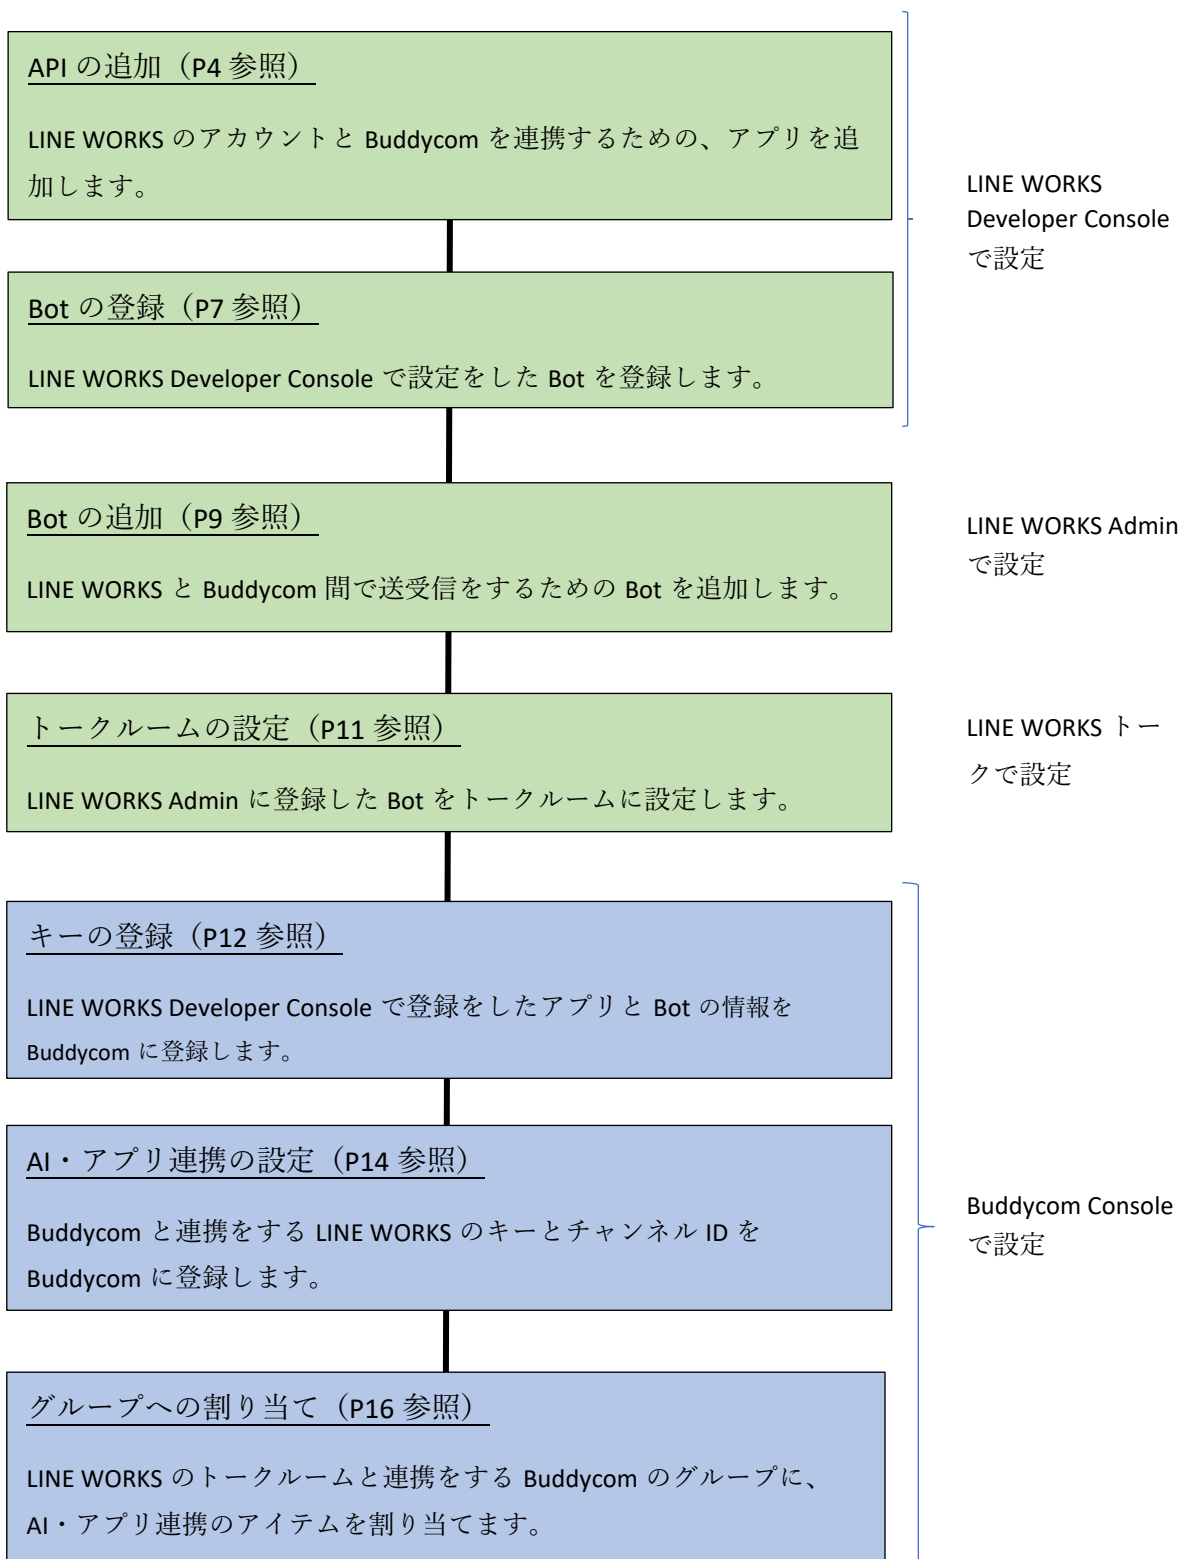 API の追加（P4 参照）
LINE WORKS のアカウントと Buddycom を連携するための、アプリを追
加します。
LINE WORKS
Developer Console
で設定
Bot の登録（P7 参照）
LINE WORKS Developer Console で設定をした Bot を登録します。
Bot の追加（P9 参照）
LINE WORKS と Buddycom 間で送受信をするための Bot を追加します。
LINE WORKS Admin
で設定
トークルームの設定（P11 参照）
LINE WORKS Admin に登録した Bot をトークルームに設定します。
LINE WORKS トー
クで設定
キーの登録（P12 参照）
LINE WORKS Developer Console で登録をしたアプリと Bot の情報を
Buddycom に登録します。
AI・アプリ連携の設定（P14 参照）
Buddycom と連携をする LINE WORKS のキーとチャンネル ID を
Buddycom に登録します。
Buddycom Console
で設定
グループへの割り当て（P16 参照）
LINE WORKS のトークルームと連携をする Buddycom のグループに、
AI・アプリ連携のアイテムを割り当てます。